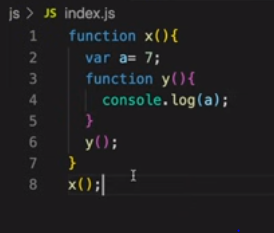 js > JS index.js
1 function x(){
2 var a= 7;
3 function y(){
4 console.log(a);
5 }
6 y();
7 }
8 x();